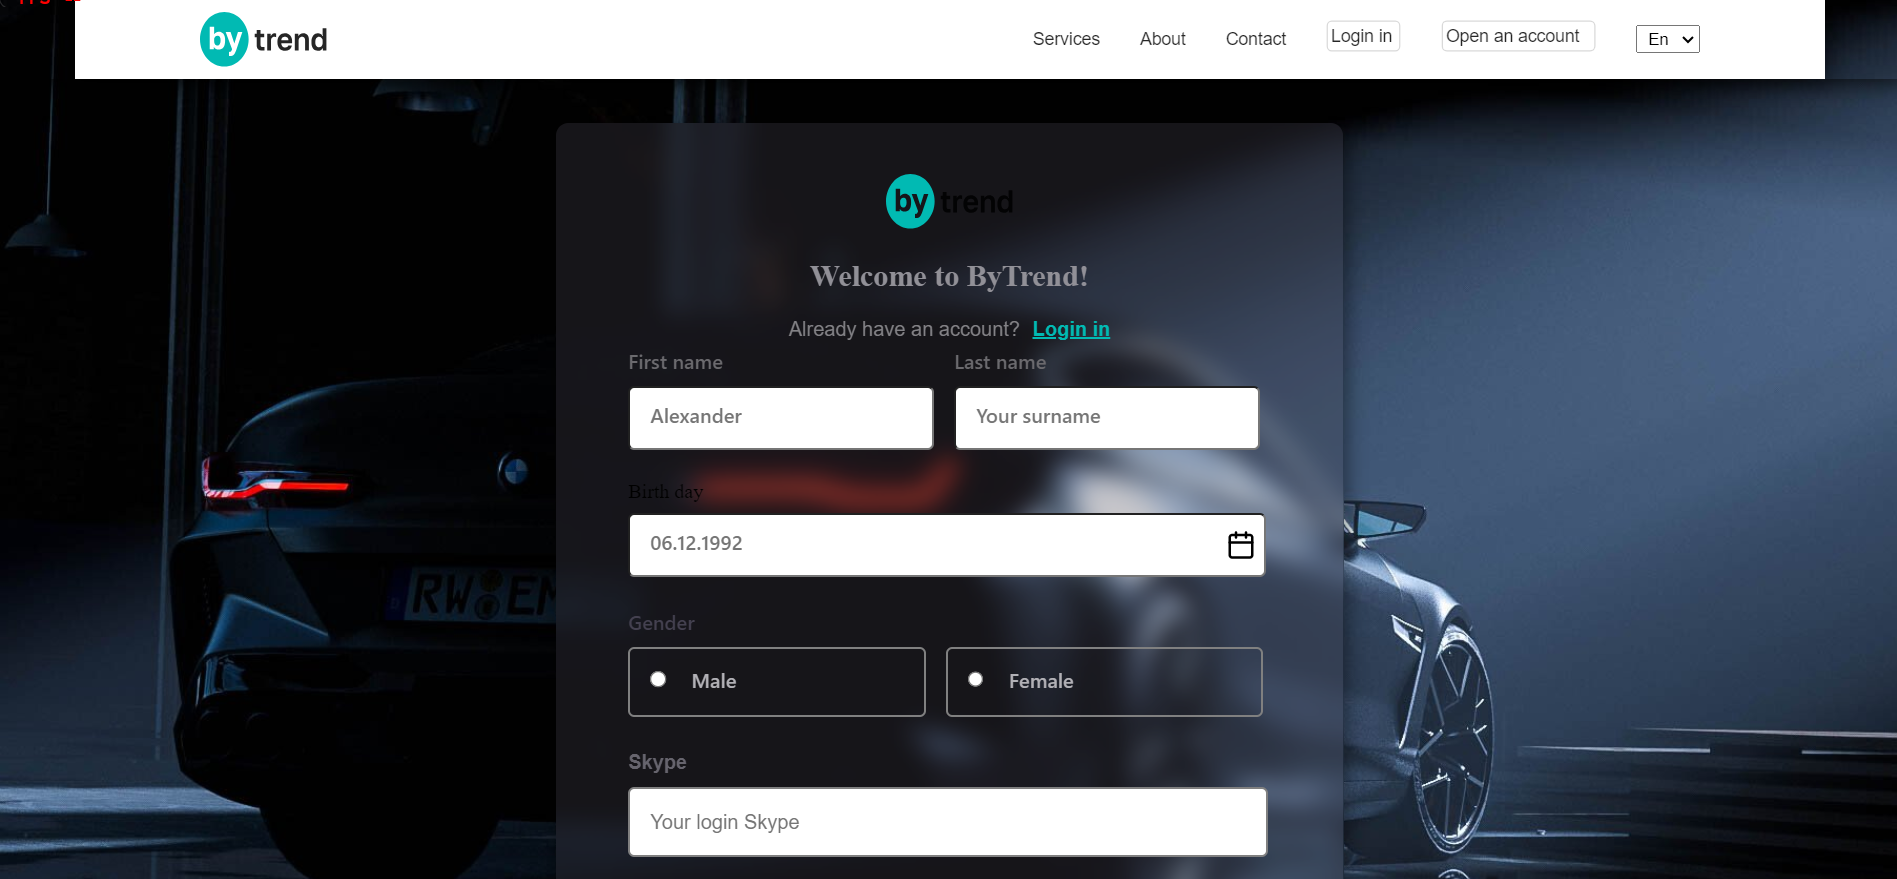 by trend
Services About Contact Login in Open an account En
by trend
Welcome to ByTrend!
Already have an account? Login in
First name Last name
Alexander Your surname
Birth day
06.12.1992
Gender
Male Female
Skype
Your login Skype
RW EM